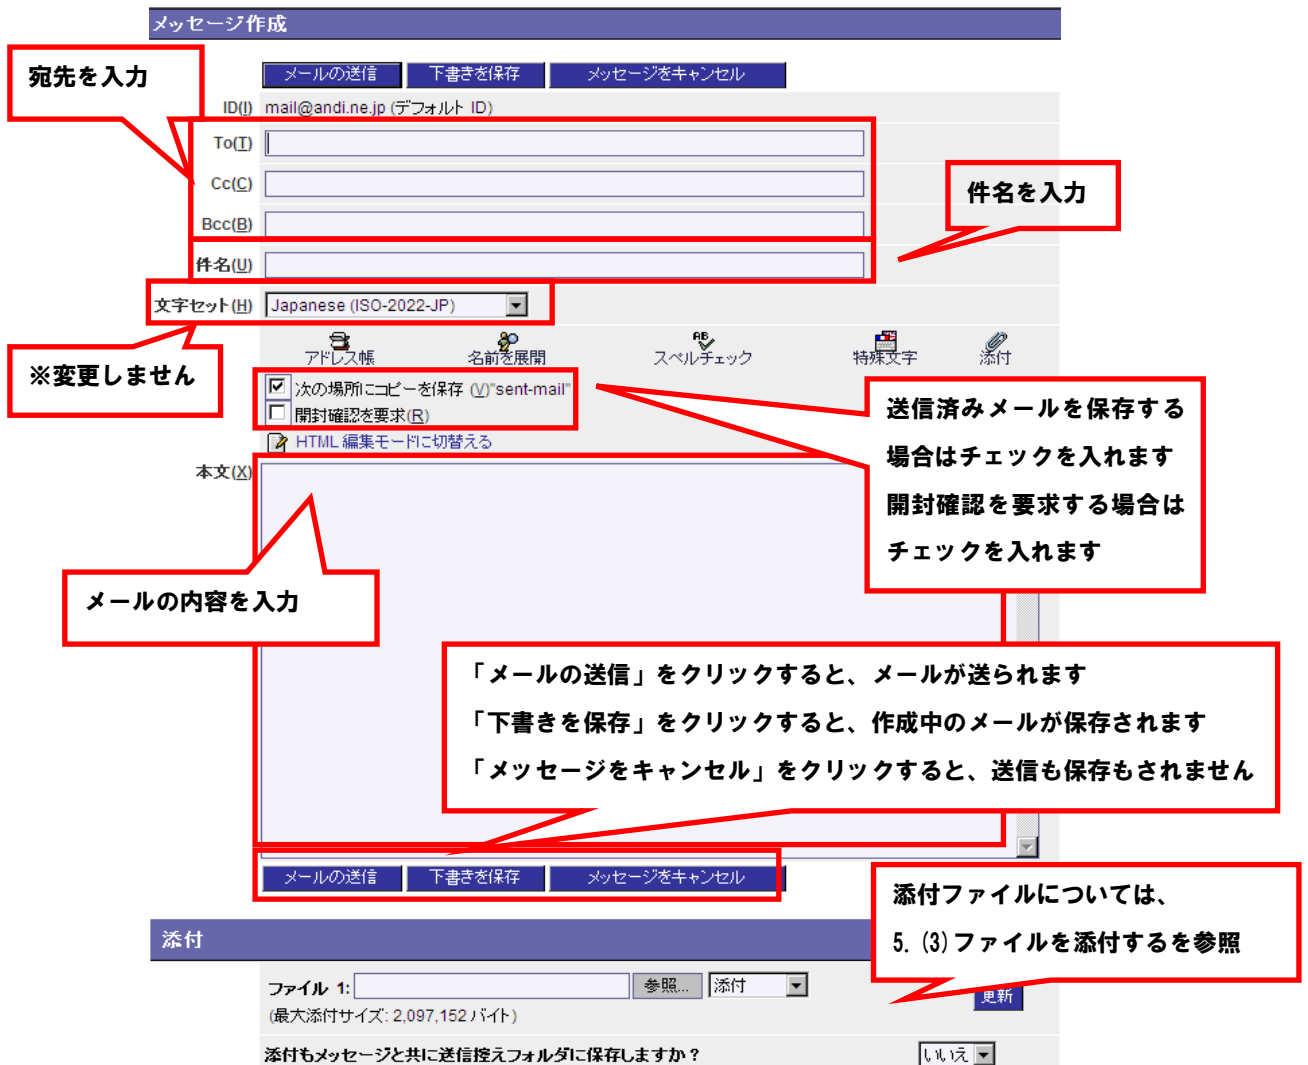 メッセージ作成
宛先を入力
メールの送信 下書きを保存 メッセージをキャンセル
ID(I) mail@andi.ne.jp (デフォルト ID)
To(T)
Cc(C)
件名を入力
Bcc(B)
件名(U)
文字セット(H) Japanese (ISO-2022-JP)
アドレス帳 名前を展開 スペルチェック 特殊文字 添付
※変更しません
次の場所にコピーを保存 (V)"sent-mail"
開封確認を要求(R)
HTML 編集モードに切替える
送信済みメールを保存する
場合はチェックを入れます
開封確認を要求する場合は
チェックを入れます
本文(X)
メールの内容を入力
「メールの送信」をクリックすると、メールが送られます
「下書きを保存」をクリックすると、作成中のメールが保存されます
「メッセージをキャンセル」をクリックすると、送信も保存もされません
メールの送信 下書きを保存 メッセージをキャンセル
添付ファイルについては、
5. (3)ファイルを添付するを参照
添付
ファイル 1: 参照... 添付 更新
(最大添付サイズ: 2,097,152 バイト)
添付もメッセージと共に送信控えフォルダに保存しますか? いいえ